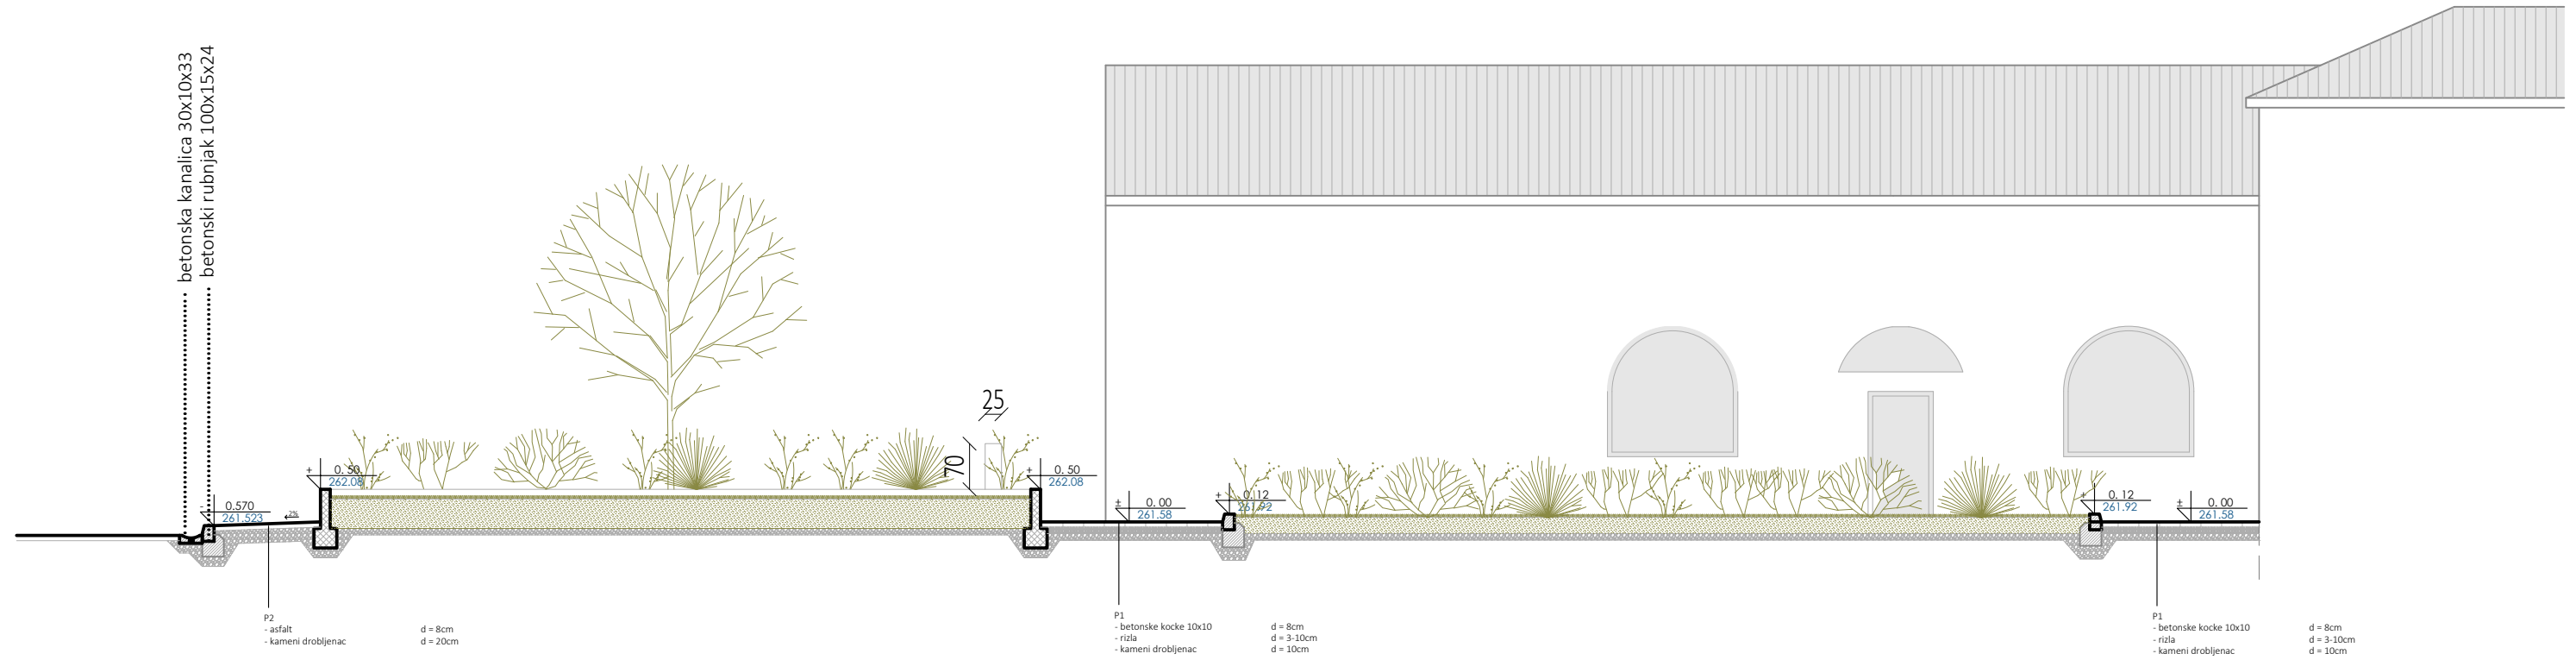 betonska kanalica 30x10x33
betonski rubnjak 100x15x24
25
70
+ 0. 50
262.08
+ 0. 50
262.08
- 0.570
261.523
2%
± 0. 00
261.58
+ 0. 12
261.92
+ 0. 12
261.92
± 0. 00
261.58
P2
- asfalt d = 8cm
- kameni drobljenac d = 20cm
P1
- betonske kocke 10x10 d = 8cm
- rizla d = 3-10cm
- kameni drobljenac d = 10cm
P1
- betonske kocke 10x10 d = 8cm
- rizla d = 3-10cm
- kameni drobljenac d = 10cm